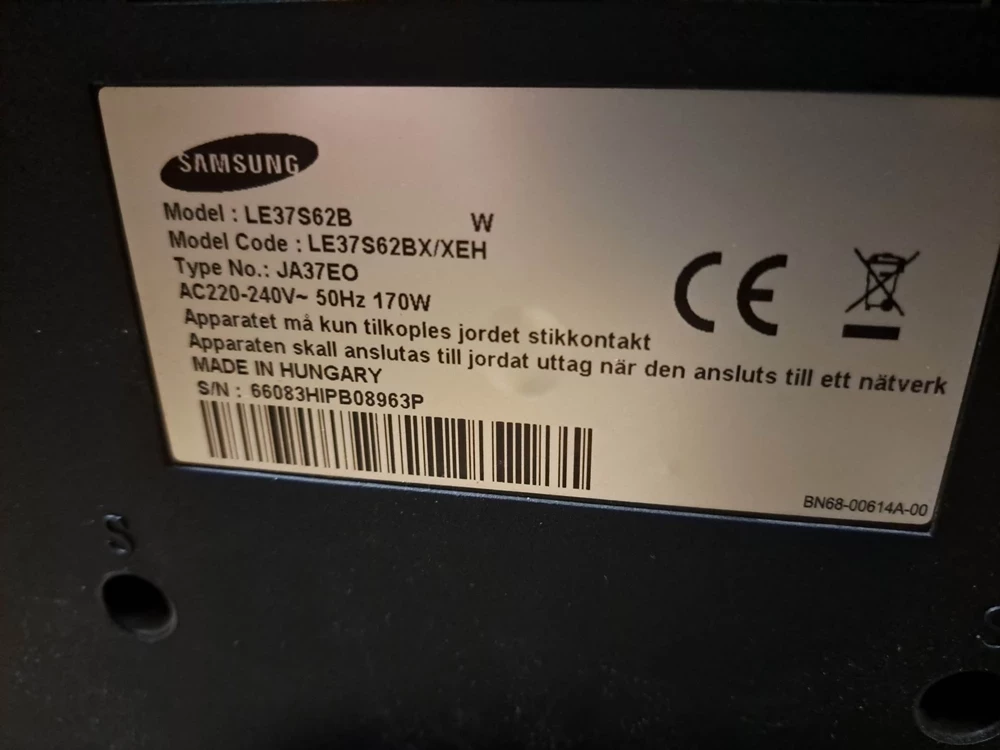 SAMSUNG
Model : LE37S62B W
Model Code : LE37S62BX/XEH
Type No.: JA37EO
AC220-240V~ 50Hz 170W
Apparatet må kun tilkoples jordet stikkontakt
Apparaten skall anslutas till jordat uttag när den ansluts till ett nätverk
MADE IN HUNGARY
S/N : 66083HIPB08963P
CE
BN68-00614A-00
S
S